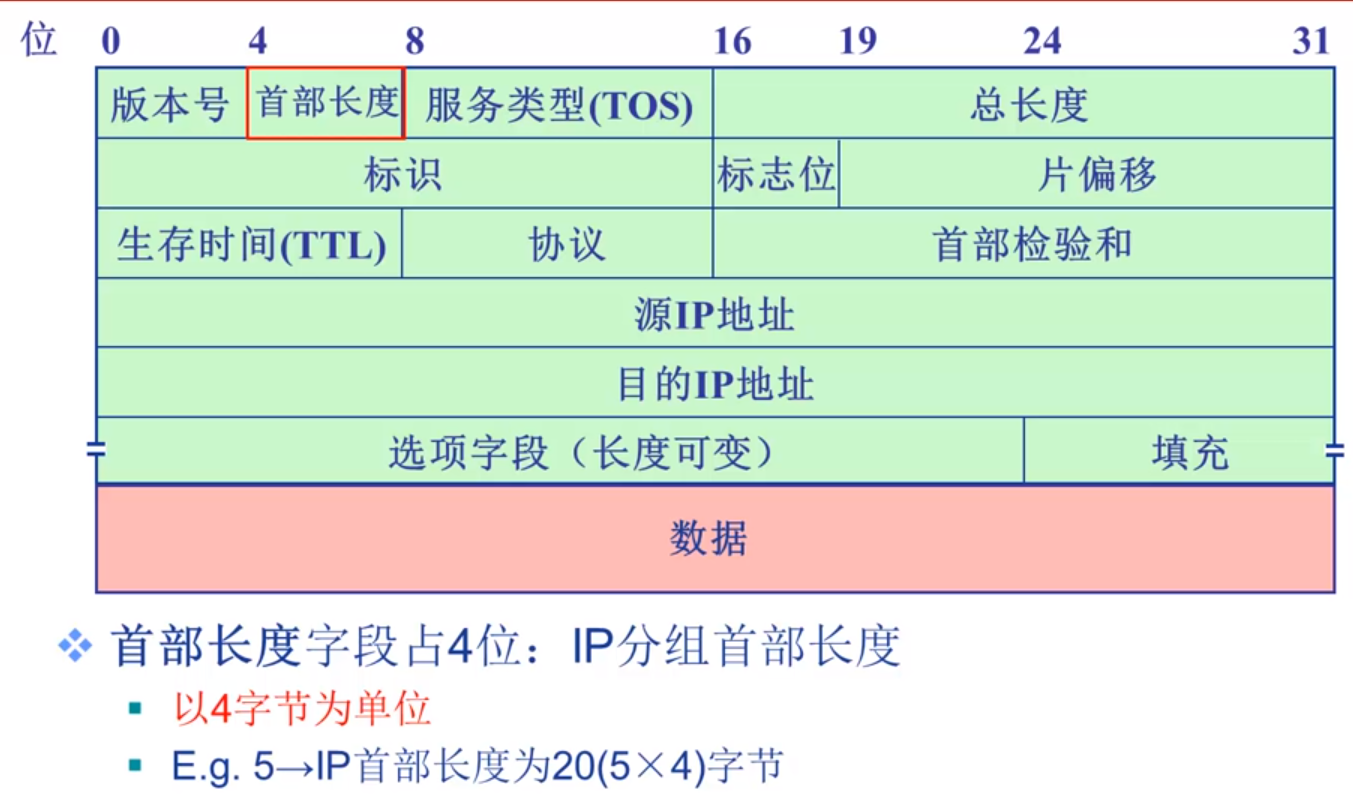 位 0 4 8 16 19 24 31
版本号 首部长度 服务类型(TOS) 总长度
标识 标志位 片偏移
生存时间(TTL) 协议 首部检验和
源IP地址
目的IP地址
选项字段（长度可变） 填充
数据
首部长度字段占4位：IP分组首部长度
以4字节为单位
E.g. 5→IP首部长度为20(5×4)字节